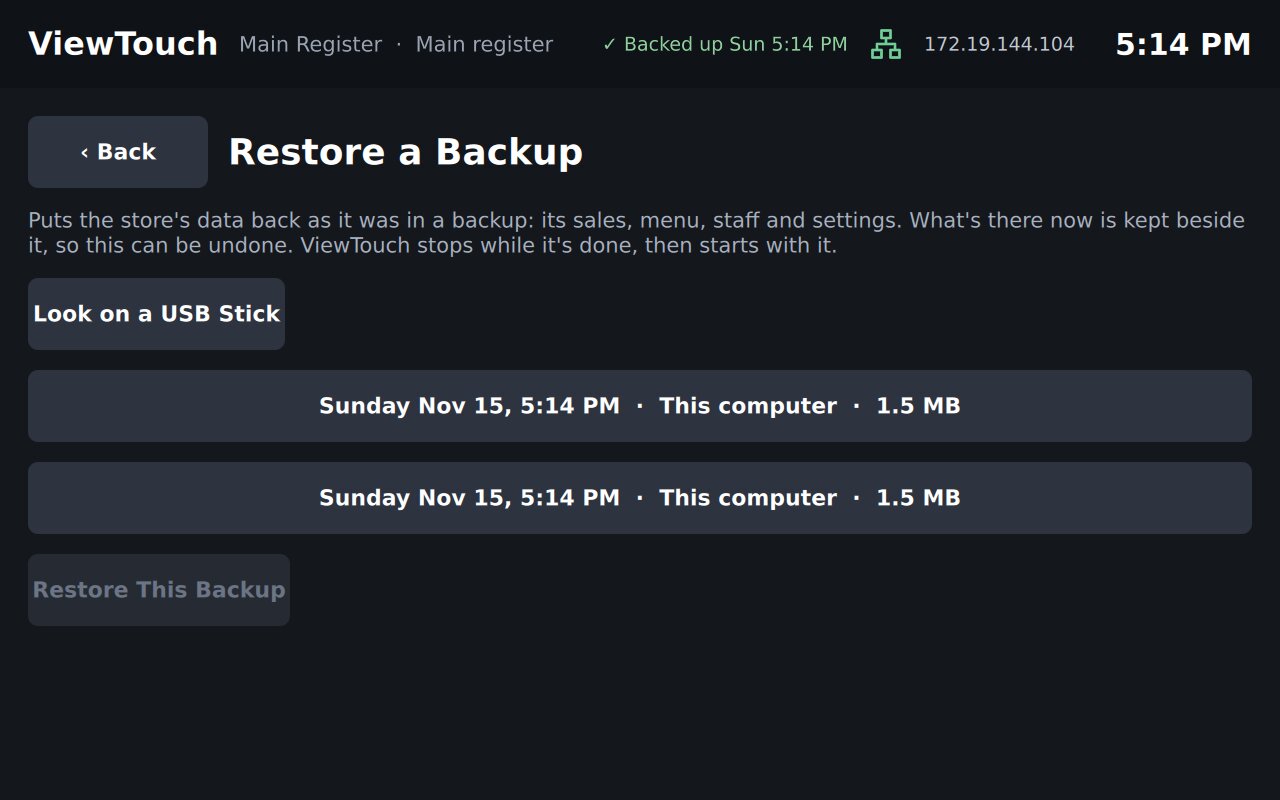 ViewTouch Main Register · Main register ✓ Backed up Sun 5:14 PM 172.19.144.104 5:14 PM
‹ Back Restore a Backup
Puts the store's data back as it was in a backup: its sales, menu, staff and settings. What's there now is kept beside
it, so this can be undone. ViewTouch stops while it's done, then starts with it.
Look on a USB Stick
Sunday Nov 15, 5:14 PM · This computer · 1.5 MB
Sunday Nov 15, 5:14 PM · This computer · 1.5 MB
Restore This Backup